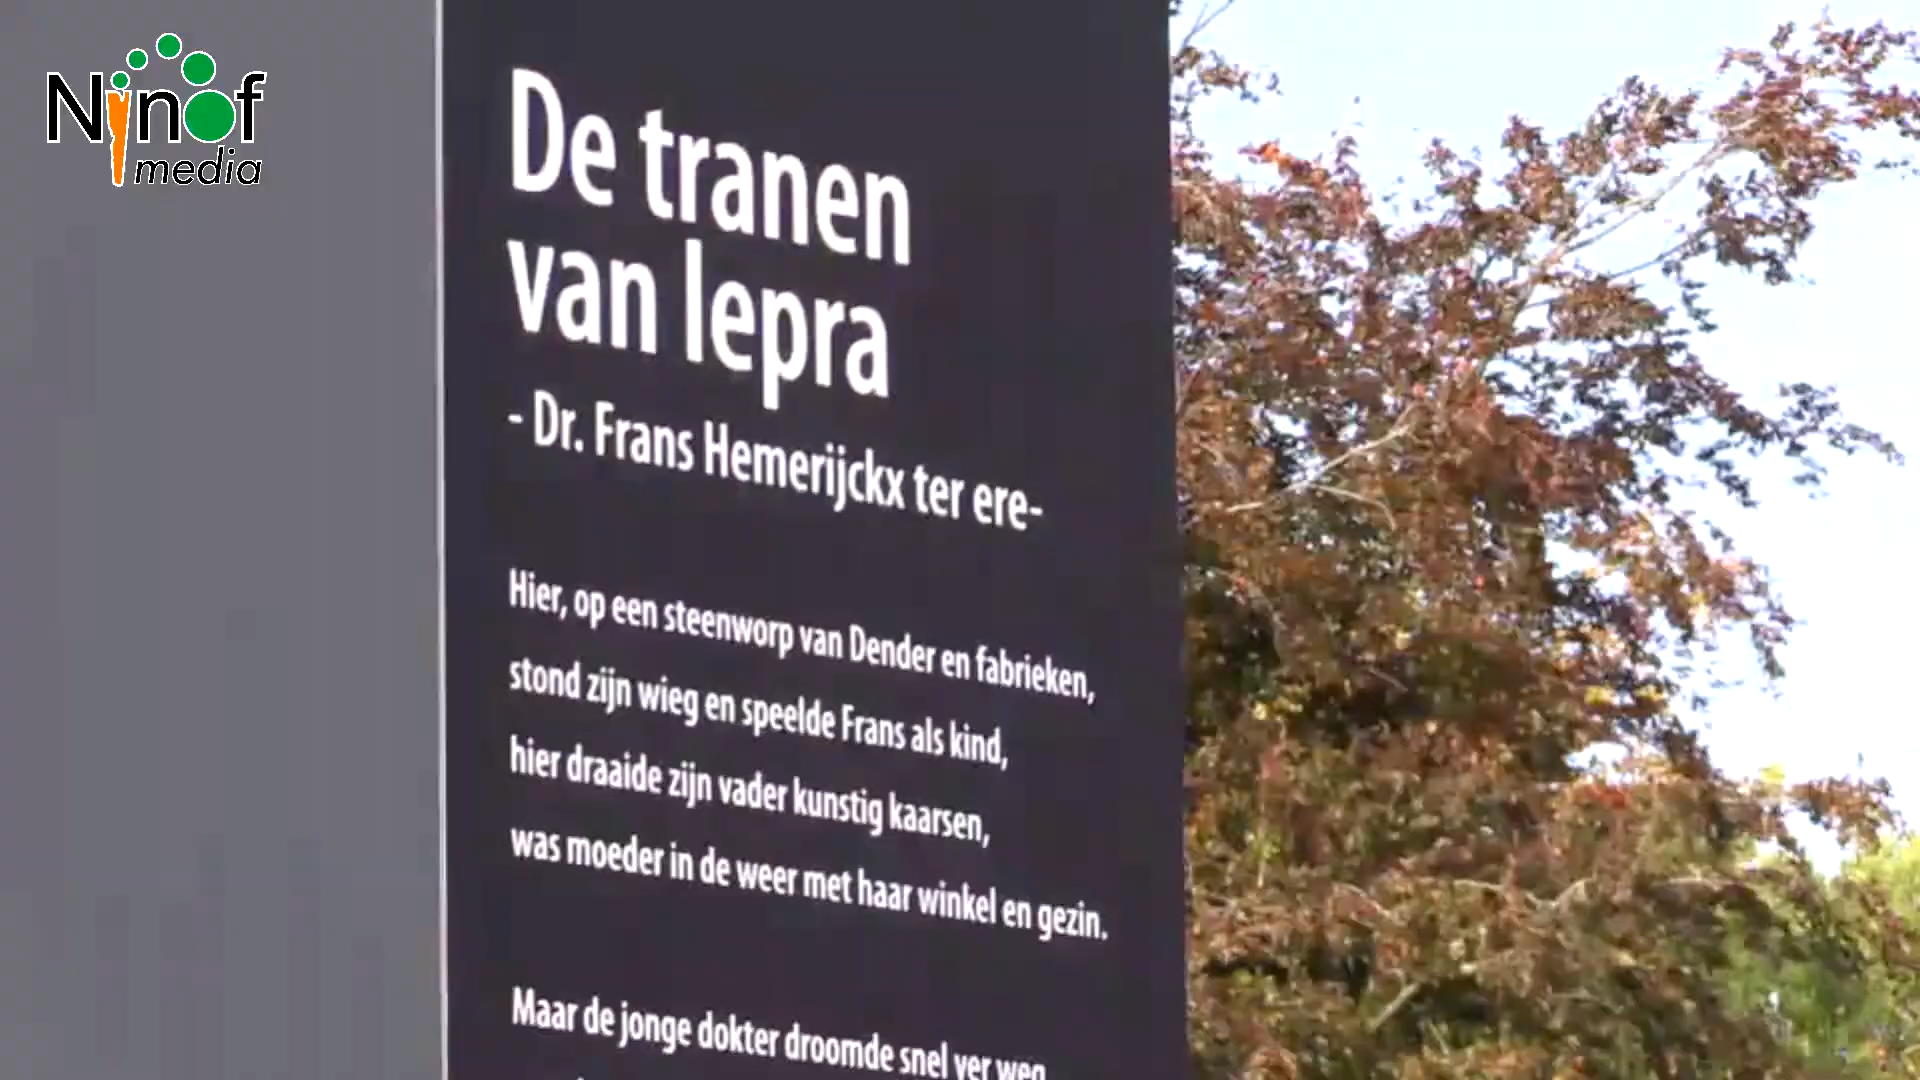 Ninof
media
De tranen
van lepra
- Dr. Frans Hemerijckx ter ere-
Hier, op een steenworp van Dender en fabrieken,
stond zijn wieg en speelde Frans als kind,
hier draaide zijn vader kunstig kaarsen,
was moeder in de weer met haar winkel en gezin.
Maar de jonge dokter droomde snel ver weg